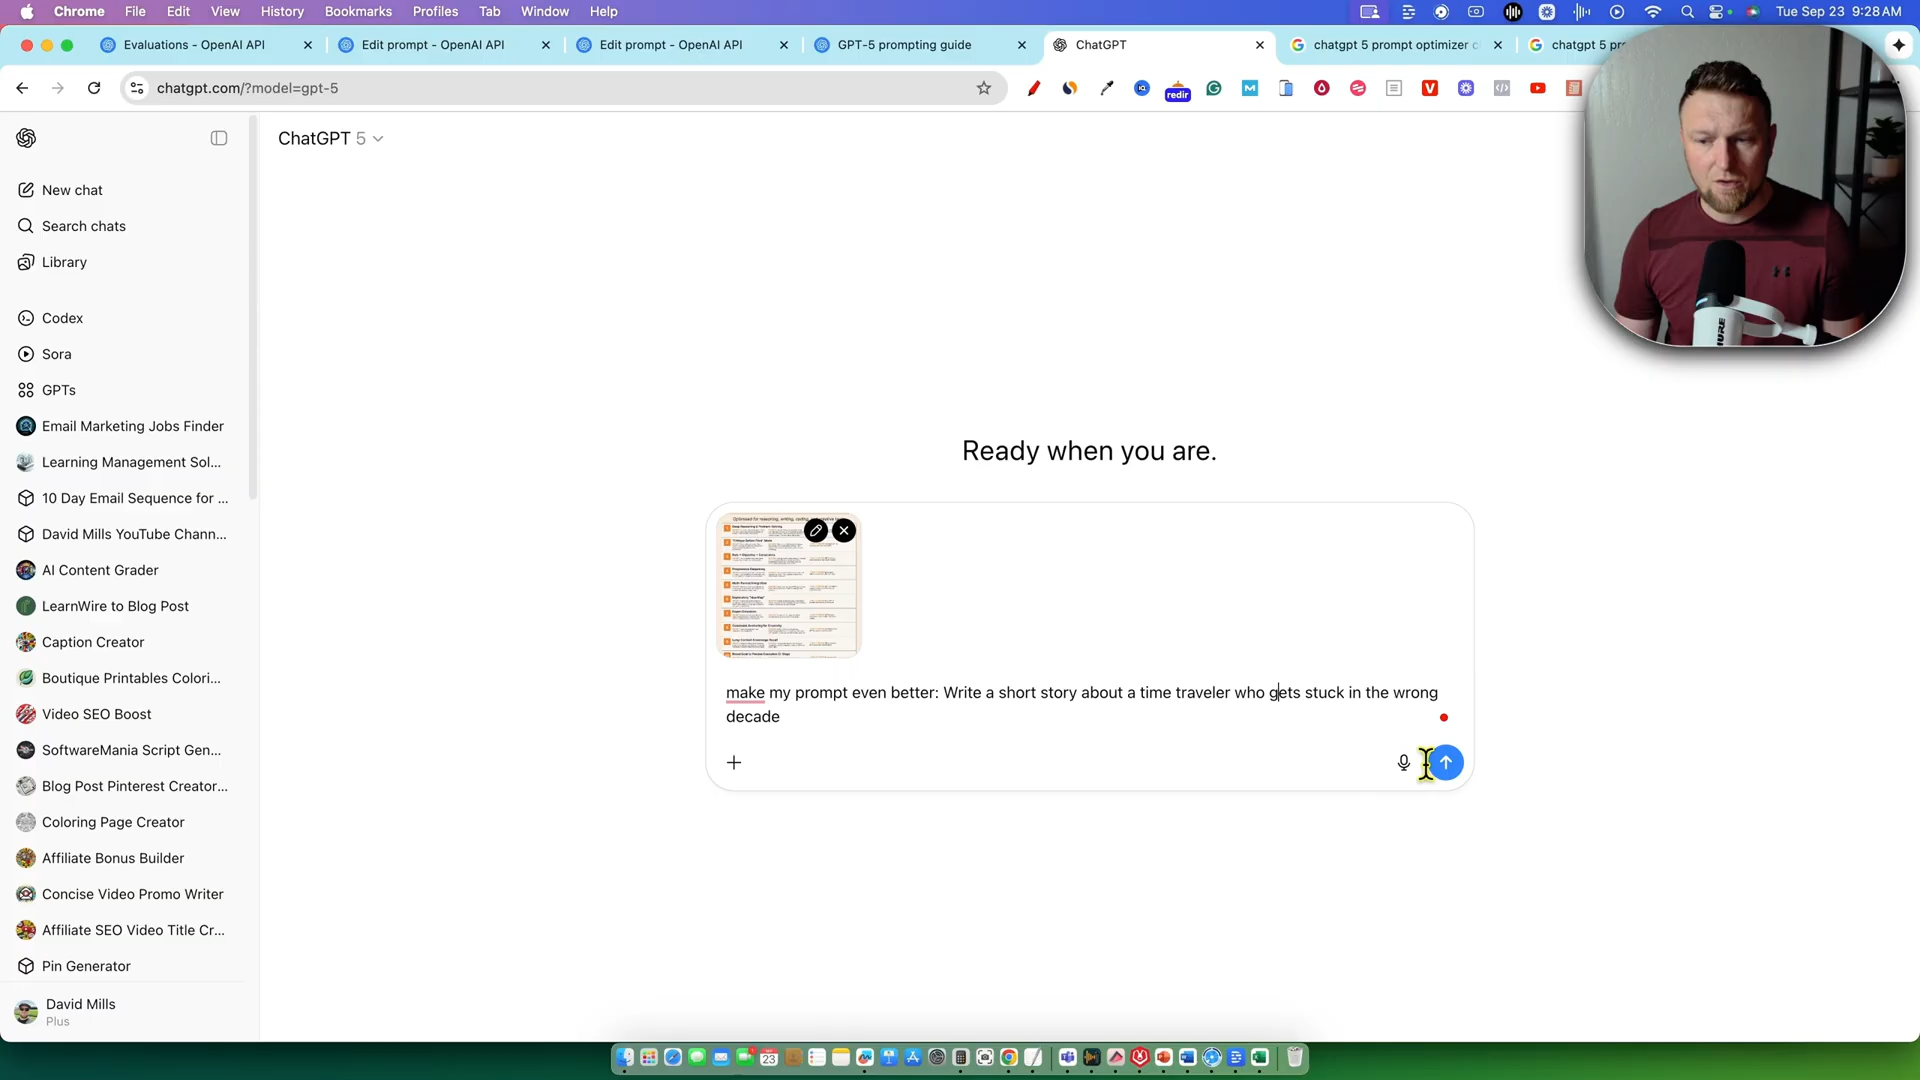 Chrome File Edit View History Bookmarks Profiles Tab Window Help
Tue Sep 23 9:28 AM
Evaluations - OpenAI API
Edit prompt - OpenAI API
Edit prompt - OpenAI API
GPT-5 prompting guide
ChatGPT
chatgpt 5 prompt optimizer c
chatgpt 5 pr
chatgpt.com/?model=gpt-5
redir
ChatGPT 5
New chat
Search chats
Library
Codex
Sora
GPTs
Email Marketing Jobs Finder
Learning Management Sol...
10 Day Email Sequence for ...
David Mills YouTube Chann...
AI Content Grader
LearnWire to Blog Post
Caption Creator
Boutique Printables Colori...
Video SEO Boost
SoftwareMania Script Gen...
Blog Post Pinterest Creator...
Coloring Page Creator
Affiliate Bonus Builder
Concise Video Promo Writer
Affiliate SEO Video Title Cr...
Pin Generator
David Mills
Plus
Ready when you are.
make my prompt even better: Write a short story about a time traveler who gets stuck in the wrong
decade
23